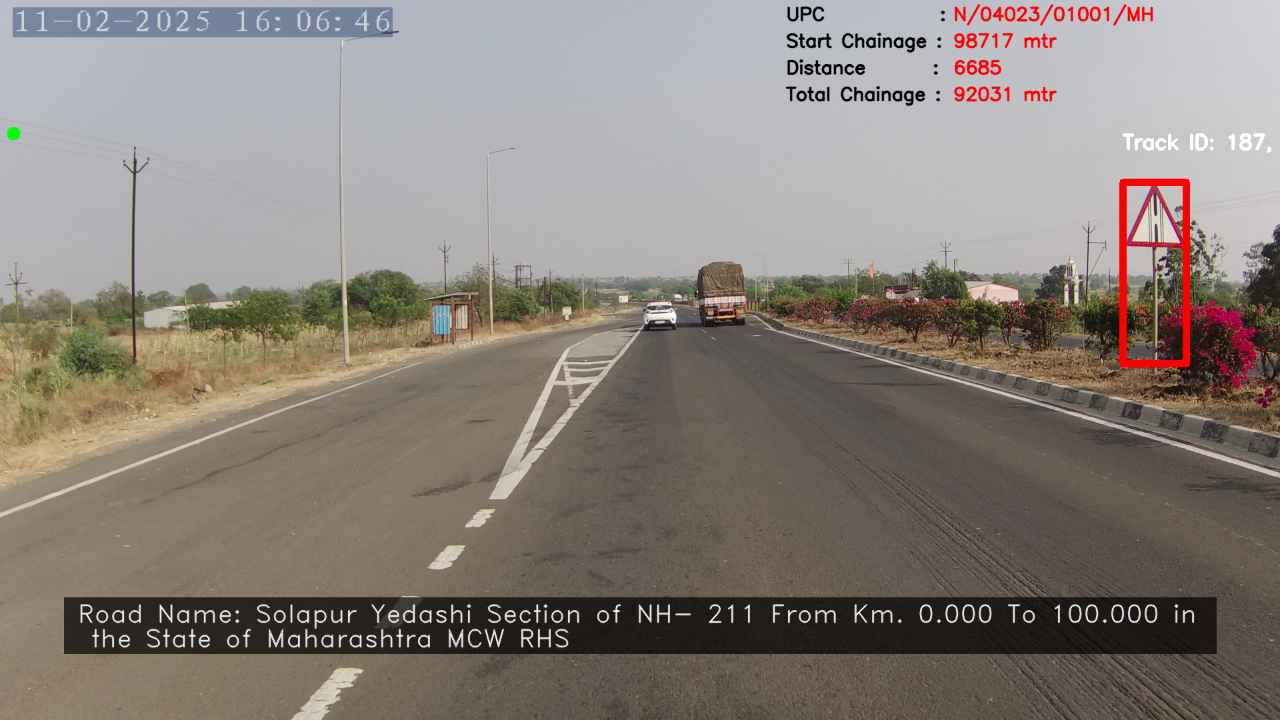 11-02-2025 16:06:46
UPC : N/04023/01001/MH
Start Chainage : 98717 mtr
Distance : 6685
Total Chainage : 92031 mtr
Track ID: 187,
Road Name: Solapur Yedashi Section of NH- 211 From Km. 0.000 To 100.000 in
the State of Maharashtra MCW RHS